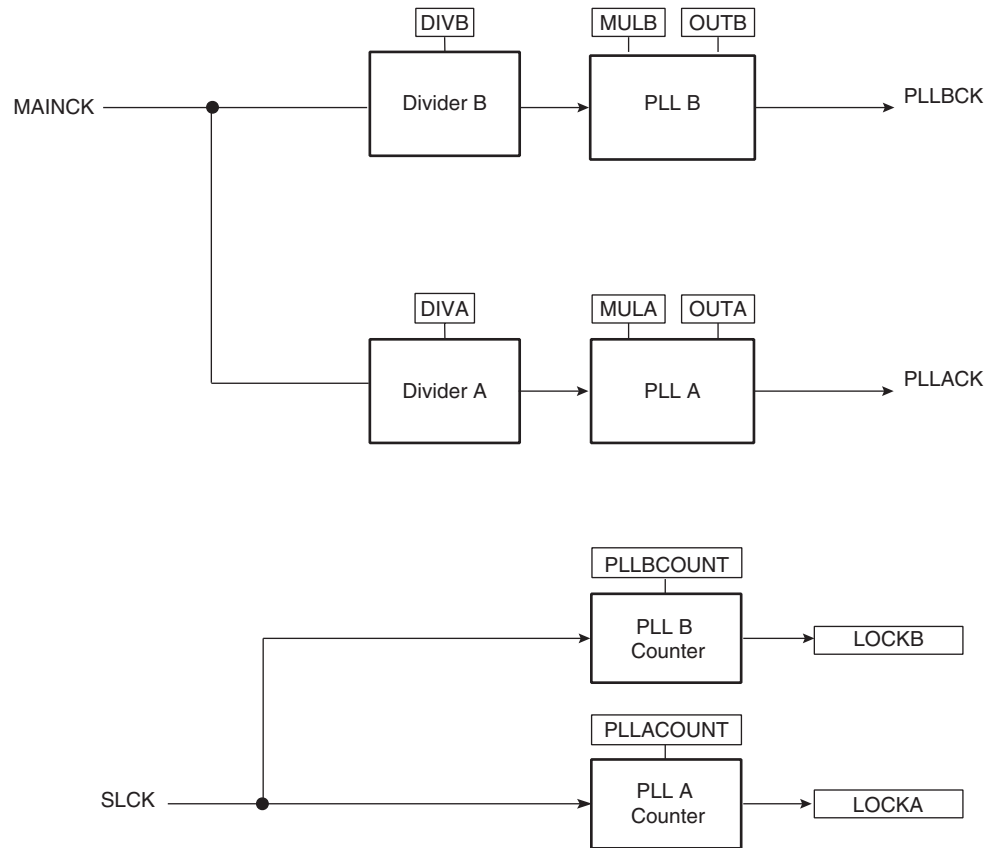 DIVB
MULB
OUTB
MAINCK
Divider B
PLL B
PLLBCK
DIVA
MULA
OUTA
Divider A
PLL A
PLLACK
PLLBCOUNT
PLL B
Counter
LOCKB
PLLACOUNT
SLCK
PLL A
Counter
LOCKA